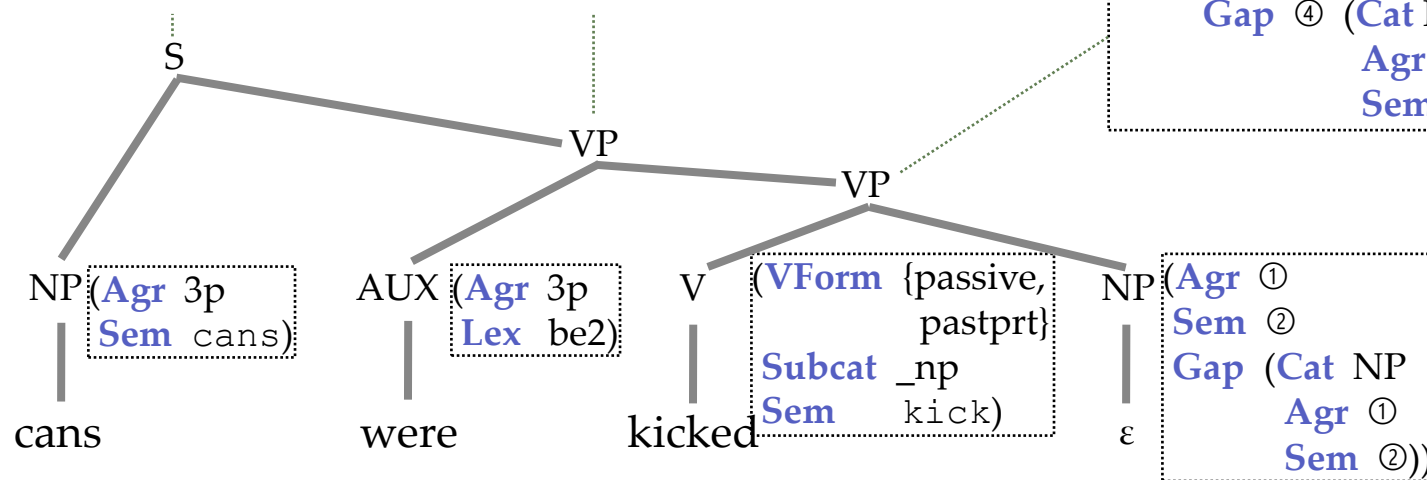 Gap ④ (Cat
Agr
Sem
S
VP
VP
NP (Agr 3p
Sem cans)
AUX (Agr 3p
Lex be2)
V (VForm {passive,
pastprt}
Subcat _np
Sem kick)
NP (Agr ①
Sem ②
Gap (Cat NP
Agr ①
Sem ②))
cans were kicked ε